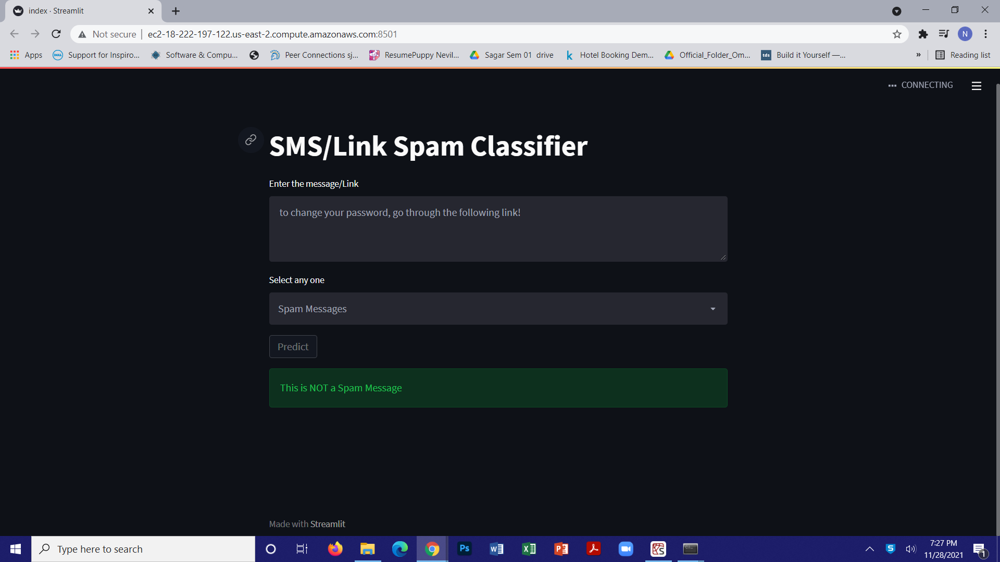 index · Streamlit
Not secure | ec2-18-222-197-122.us-east-2.compute.amazonaws.com:8501
N
Apps
DELL
Support for Inspiro...
Software & Compu...
Peer Connections sj...
ResumePuppy Nevil...
Sagar Sem 01 drive
k
Hotel Booking Dem...
Official_Folder_Om...
tds
Build it Yourself —...
»
Reading list
CONNECTING
SMS/Link Spam Classifier
Enter the message/Link
to change your password, go through the following link!
Select any one
Spam Messages
Predict
This is NOT a Spam Message
Made with Streamlit
Type here to search
Ps
W
X
P
S
7:27 PM
11/28/2021
1